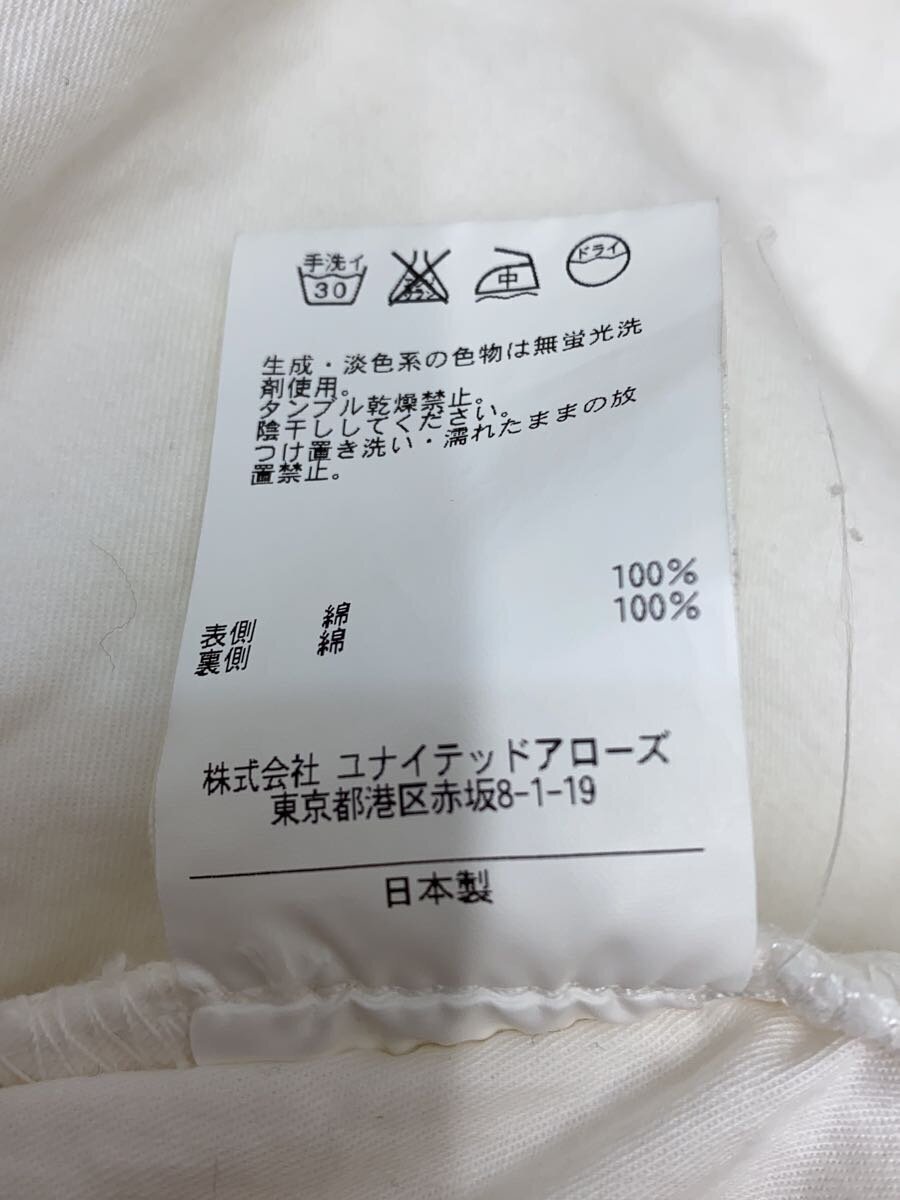 手洗イ 30 中 ドライ
生成・淡色系の色物は無蛍光洗
剤使用。
タンブル乾燥禁止。
陰干ししてください。
つけ置き洗い・濡れたままの放
置禁止。
表側 綿 100%
裏側 綿 100%
株式会社 ユナイテッドアローズ
東京都港区赤坂8-1-19
日本製